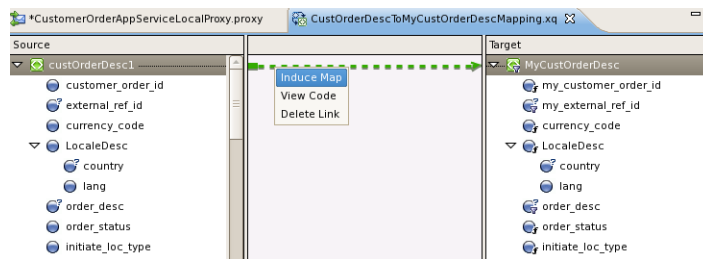 *CustomerOrderAppServiceLocalProxy.proxy
CustOrderDescToMyCustOrderDescMapping.xq
Source
Target
custOrderDesc1
customer_order_id
external_ref_id
currency_code
LocaleDesc
country
lang
order_desc
order_status
initiate_loc_type
Induce Map
View Code
Delete Link
MyCustOrderDesc
my_customer_order_id
my_external_ref_id
currency_code
LocaleDesc
country
lang
order_desc
order_status
initiate_loc_type